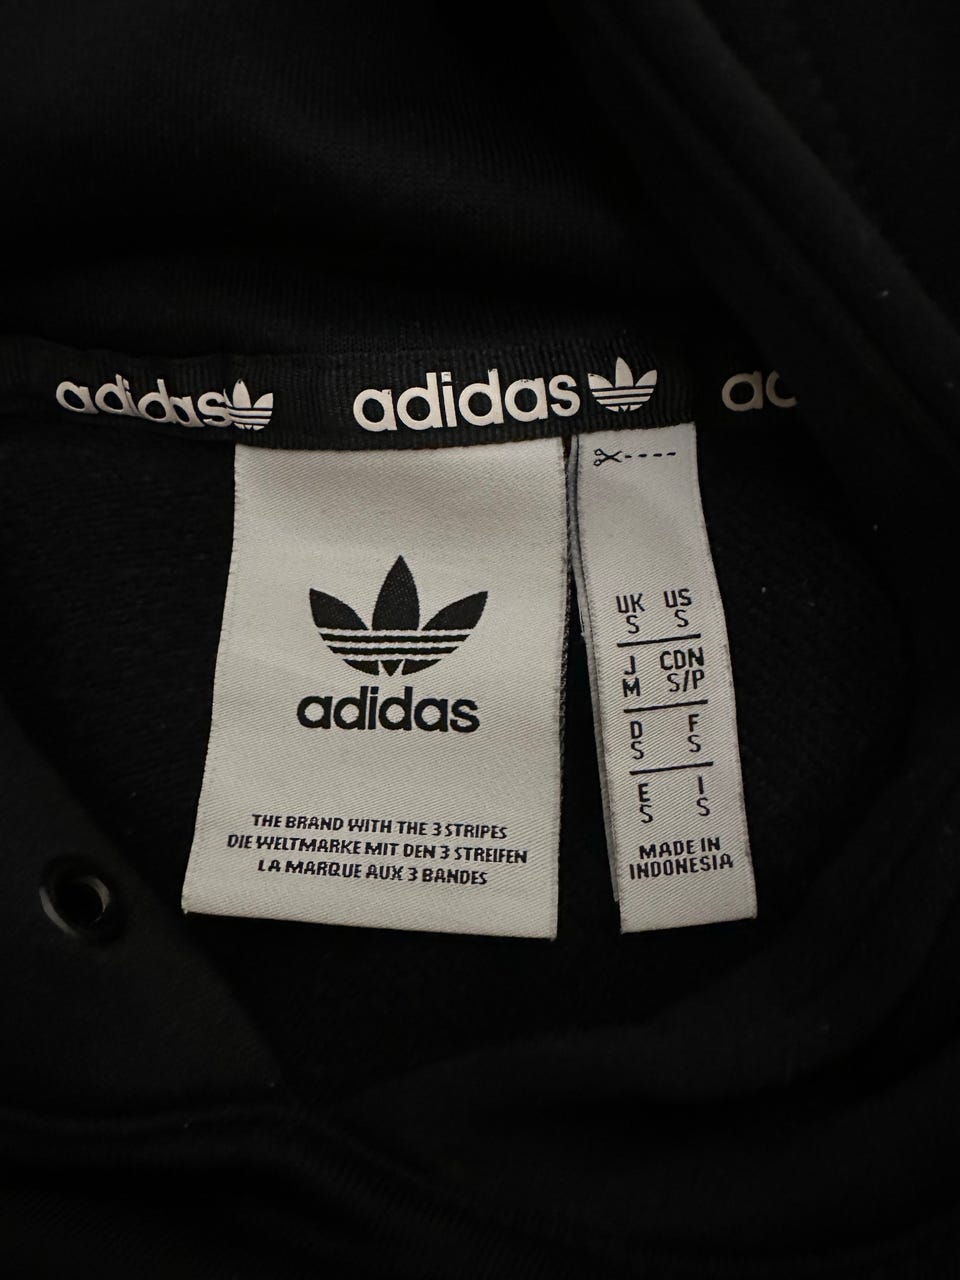 adidas adidas ad
adidas
THE BRAND WITH THE 3 STRIPES
DIE WELTMARKE MIT DEN 3 STREIFEN
LA MARQUE AUX 3 BANDES
UK US
S S
J CDN
M S/P
D F
S S
E I
S S
MADE IN
INDONESIA